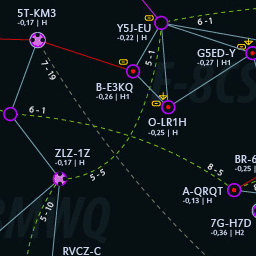 5T-KM3
-0,17 | H
Y5J-EU
-0,22 | H
6-1
G5ED-Y
-0,27 | H1
5-1
7-19
B-E3KQ
-0,26 | H1
O-LR1H
-0,25 | H
6-1
ZLZ-1Z
-0,17 | H
5-5
8-5
BR-6
-0,25 | H
A-QRQT
-0,13 | H
5-10
7G-H7D
-0,36 | H2
RVCZ-C